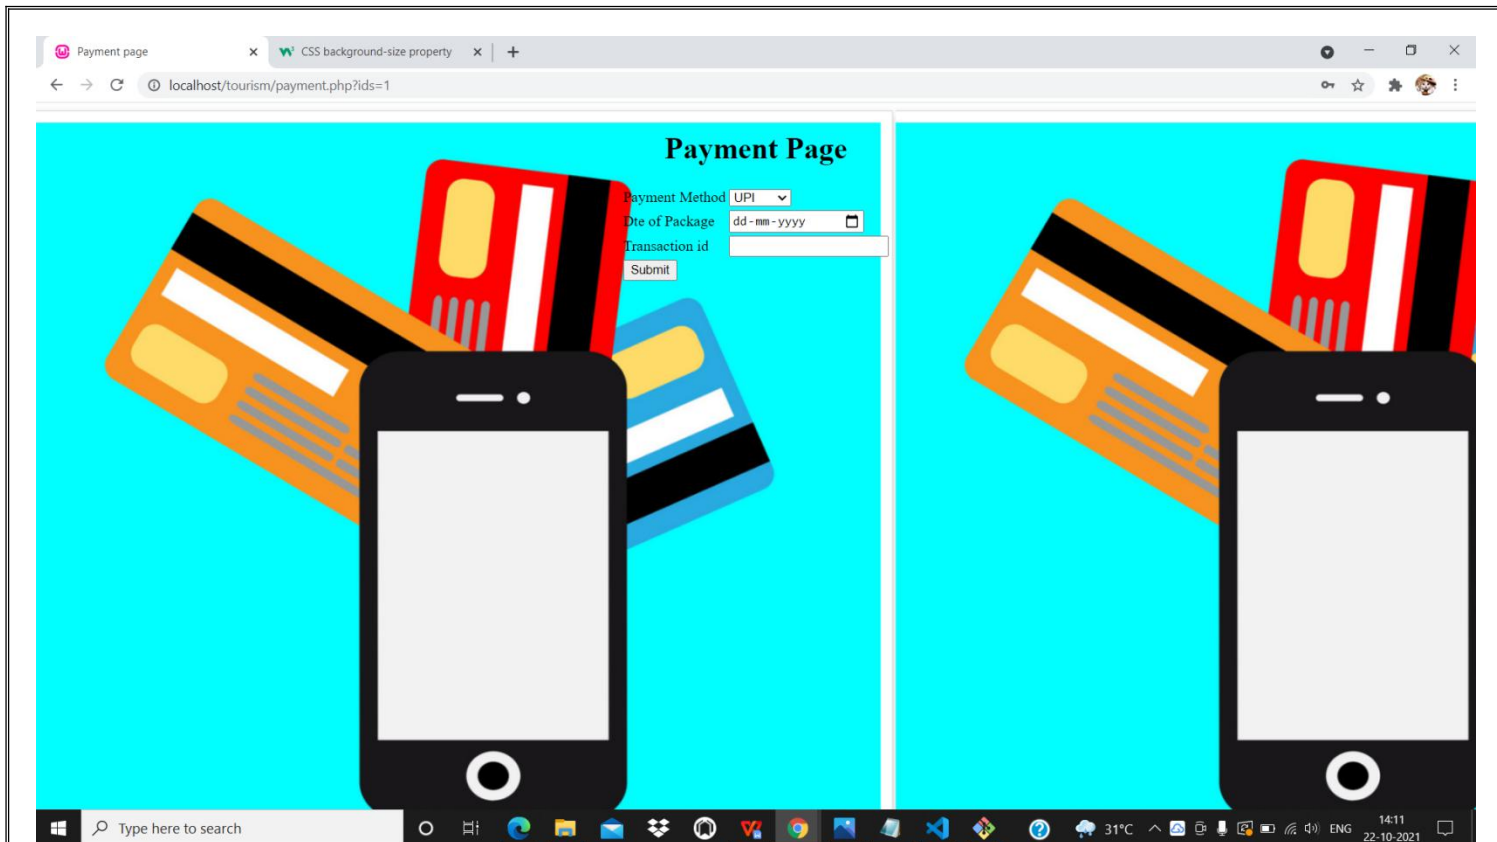 Payment page
CSS background-size property
localhost/tourism/payment.php?ids=1
Payment Page
Payment Method UPI
Dte of Package dd-mm-yyyy
Transaction id
Submit
Type here to search
31°C ENG 14:11
22-10-2021